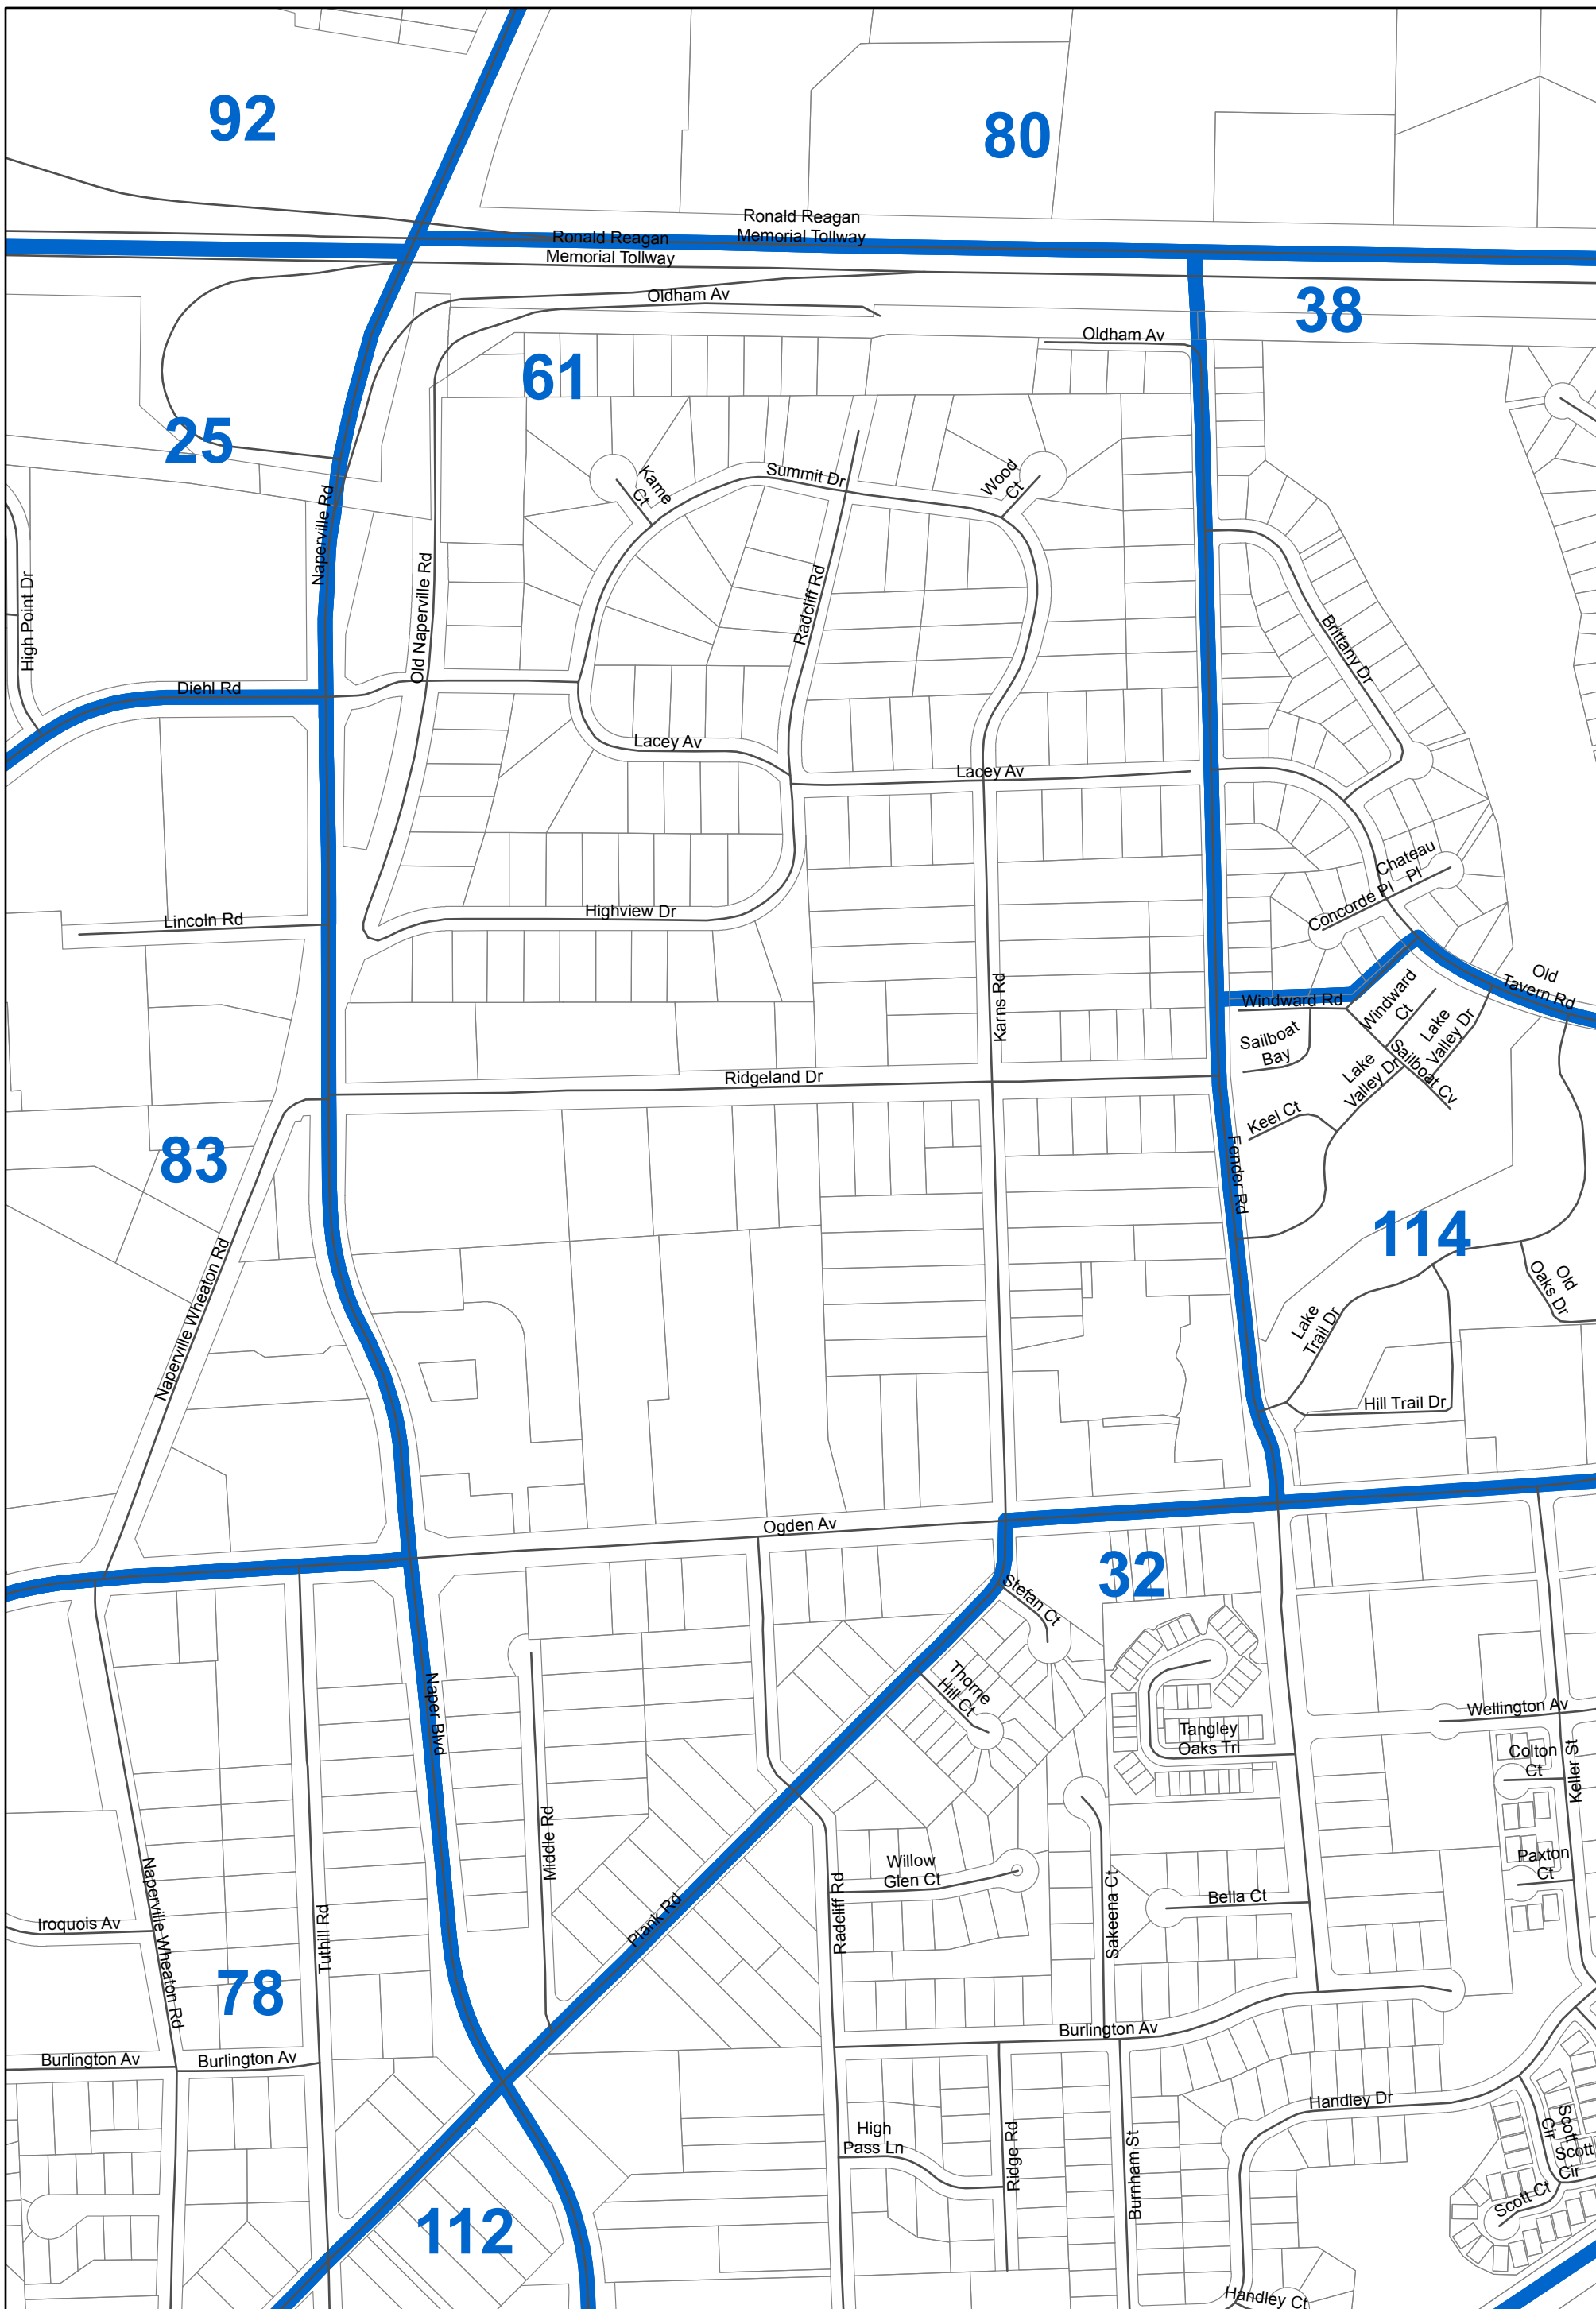 92
80
Ronald Reagan
Memorial Tollway
Ronald Reagan
Memorial Tollway
Oldham Av
38
Oldham Av
61
25
Kame
Ct
Summit Dr
Wood
Ct
Naperville Rd
High Point Dr
Old Naperville Rd
Radcliff Rd
Brittany Dr
Diehl Rd
Lacey Av
Lacey Av
Chateau
Pl
Concorde Pl
Lincoln Rd
Highview Dr
Old
Tavern Rd
Windward Rd
Windward
Ct
Karns Rd
Sailboat
Bay
Lake
Valley Dr
Lake
Valley Dr
Sailboat Cv
Ridgeland Dr
Keel Ct
83
Fender Rd
114
Naperville Wheaton Rd
Old
Oaks Dr
Lake
Trail Dr
Hill Trail Dr
Ogden Av
32
Stefan Ct
Thorne
Hill Ct
Naper Blvd
Wellington Av
Tangley
Oaks Trl
Colton
Ct
Keller St
Middle Rd
Willow
Glen Ct
Paxton
Ct
Bella Ct
Plank Rd
Radcliff Rd
Sakeena Ct
Iroquois Av
Naperville Wheaton Rd
Tuthill Rd
78
Burlington Av
Burlington Av
Burlington Av
Handley Dr
High
Pass Ln
Ridge Rd
Burnham St
Scott
Cir
Scott
Cir
Scott Ct
112
Handley Ct